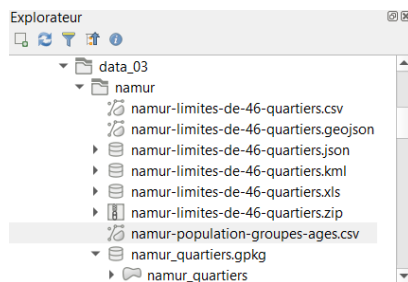 Explorateur
data_03
namur
namur-limites-de-46-quartiers.csv
namur-limites-de-46-quartiers.geojson
namur-limites-de-46-quartiers.json
namur-limites-de-46-quartiers.kml
namur-limites-de-46-quartiers.xls
namur-limites-de-46-quartiers.zip
namur-population-groupes-ages.csv
namur_quartiers.gpkg
namur_quartiers